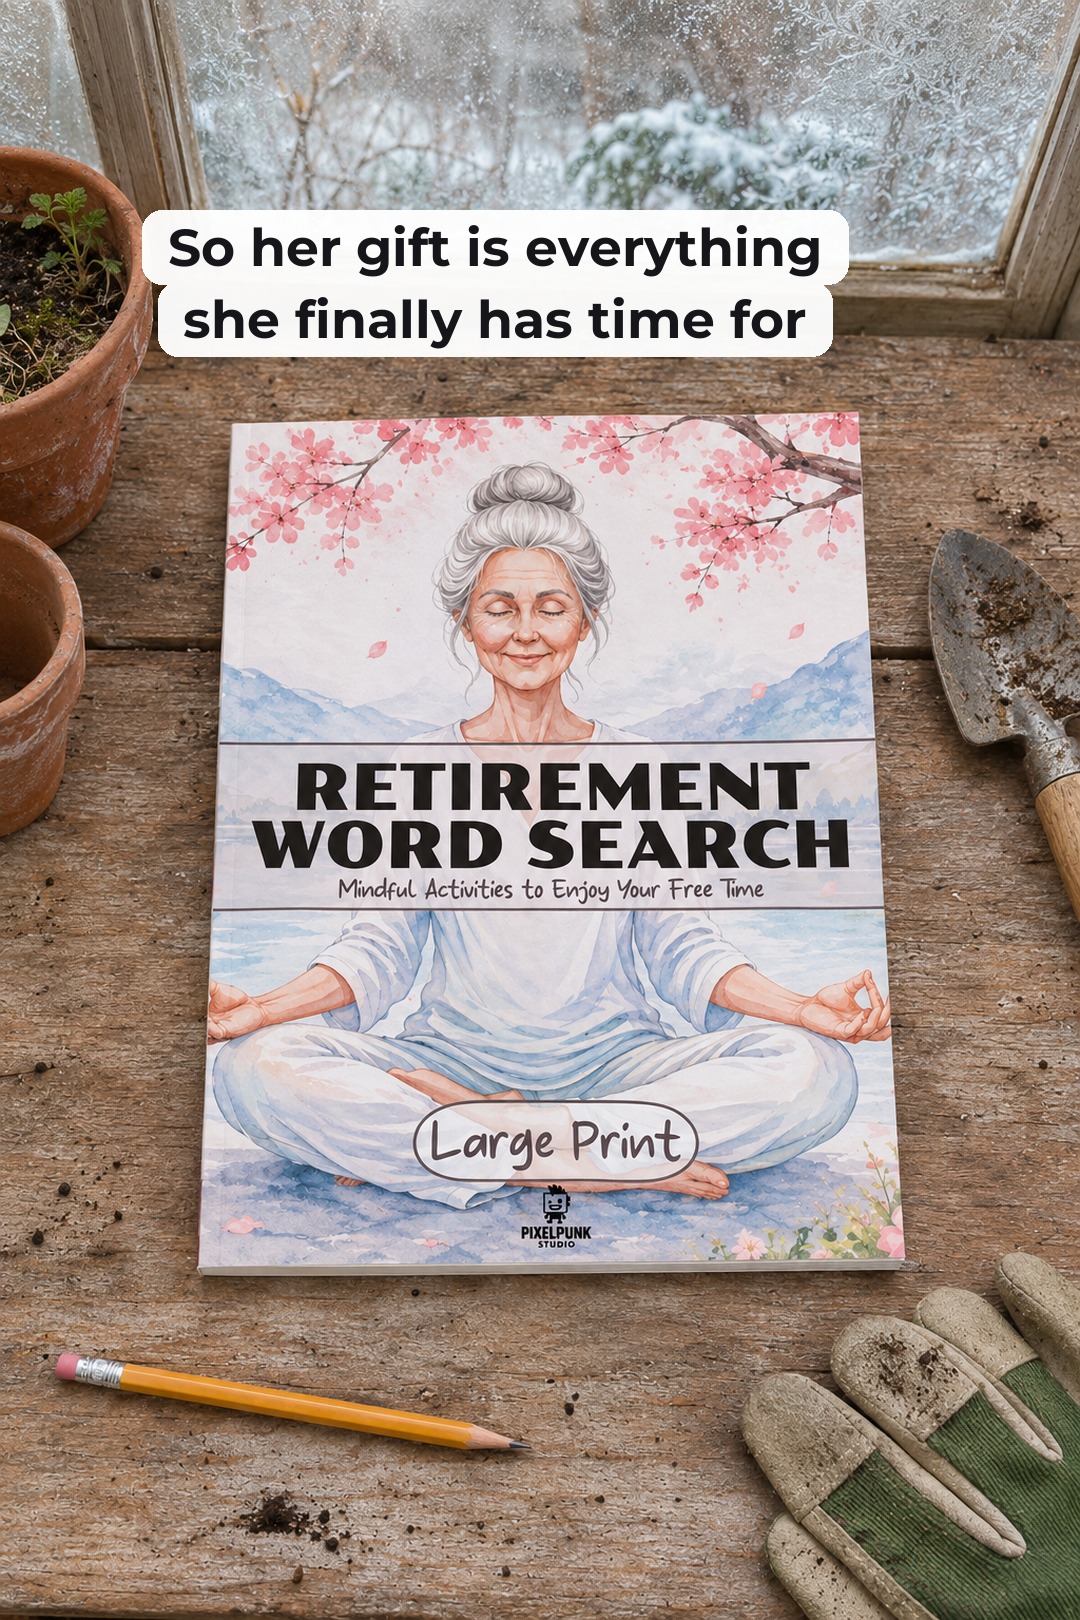 So her gift is everything
she finally has time for
RETIREMENT
WORD SEARCH
Mindful Activities to Enjoy Your Free Time
Large Print
PIXELPUNK
STUDIO